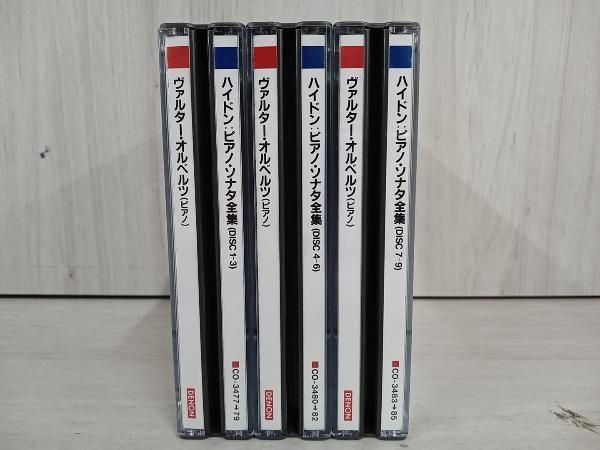 ヴァルター・オルベルツ(ピアノ)
DENON
ハイドン:ピアノ・ソナタ全集(DISC 1-3)
■CO-3477→79
ヴァルター・オルベルツ(ピアノ)
DENON
ハイドン:ピアノ・ソナタ全集(DISC 4-6)
■CO-3480→82
ヴァルター・オルベルツ(ピアノ)
DENON
ハイドン:ピアノ・ソナタ全集(DISC 7-9)
■CO-3483→85